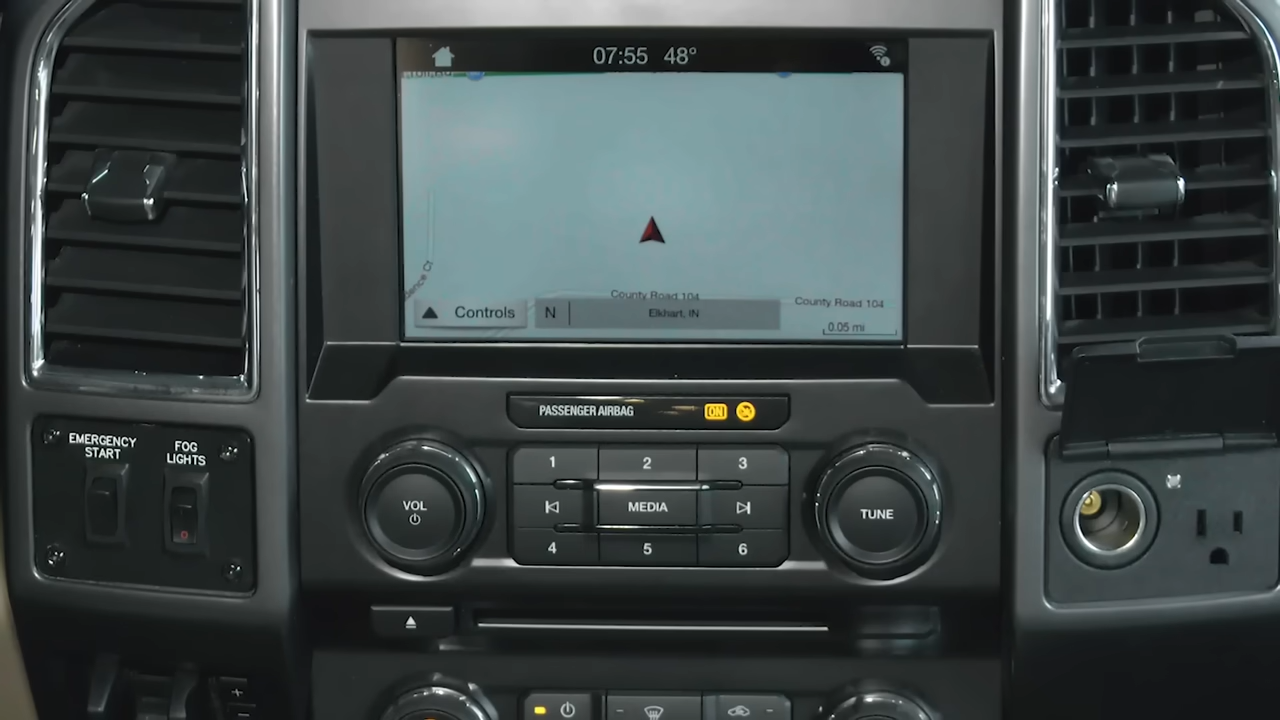 07:55 48°
County Road 104
County Road 104
Controls
N
Elkhart, IN
0.05 mi
PASSENGER AIRBAG ON
EMERGENCY
START
FOG
LIGHTS
VOL
1 2 3
MEDIA
4 5 6
TUNE
+
-
- -